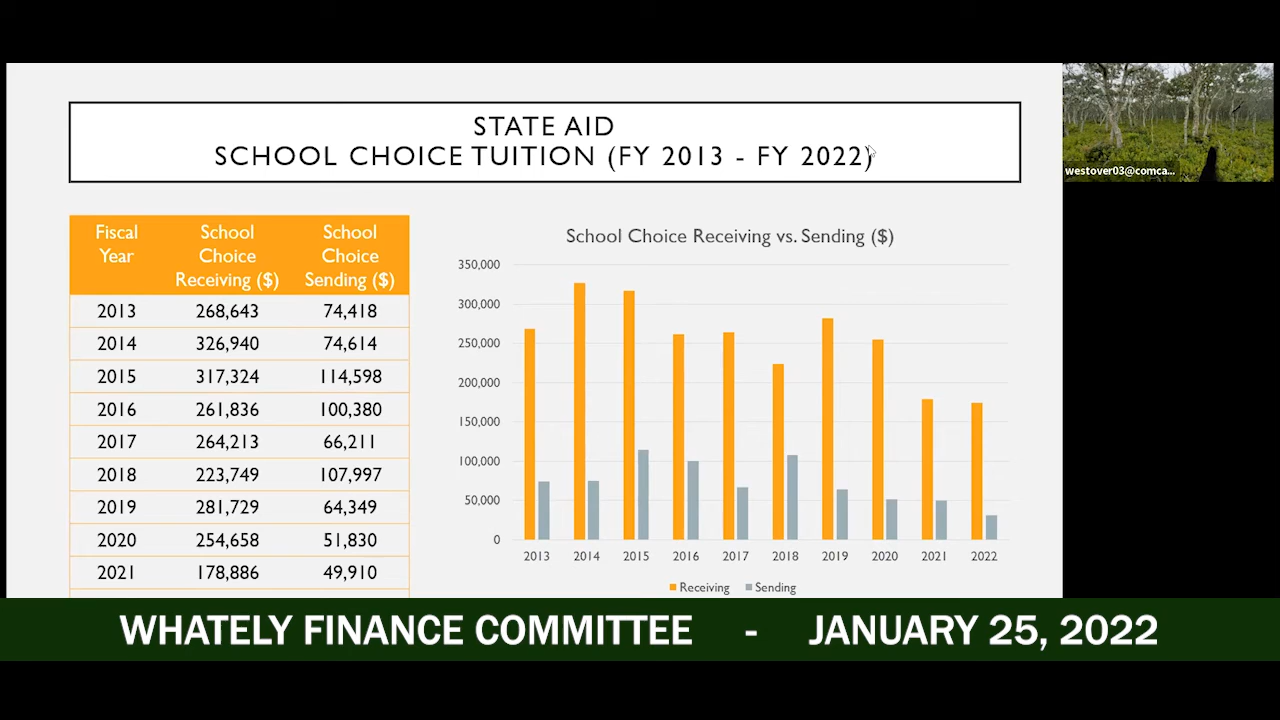 STATE AID
SCHOOL CHOICE TUITION (FY 2013 - FY 2022)
westover03@comca...
Fiscal Year School Choice Receiving ($) School Choice Sending ($)
2013 268,643 74,418
2014 326,940 74,614
2015 317,324 114,598
2016 261,836 100,380
2017 264,213 66,211
2018 223,749 107,997
2019 281,729 64,349
2020 254,658 51,830
2021 178,886 49,910
School Choice Receiving vs. Sending ($)
350,000
300,000
250,000
200,000
150,000
100,000
50,000
0
2013 2014 2015 2016 2017 2018 2019 2020 2021 2022
Receiving Sending
WHATELY FINANCE COMMITTEE - JANUARY 25, 2022